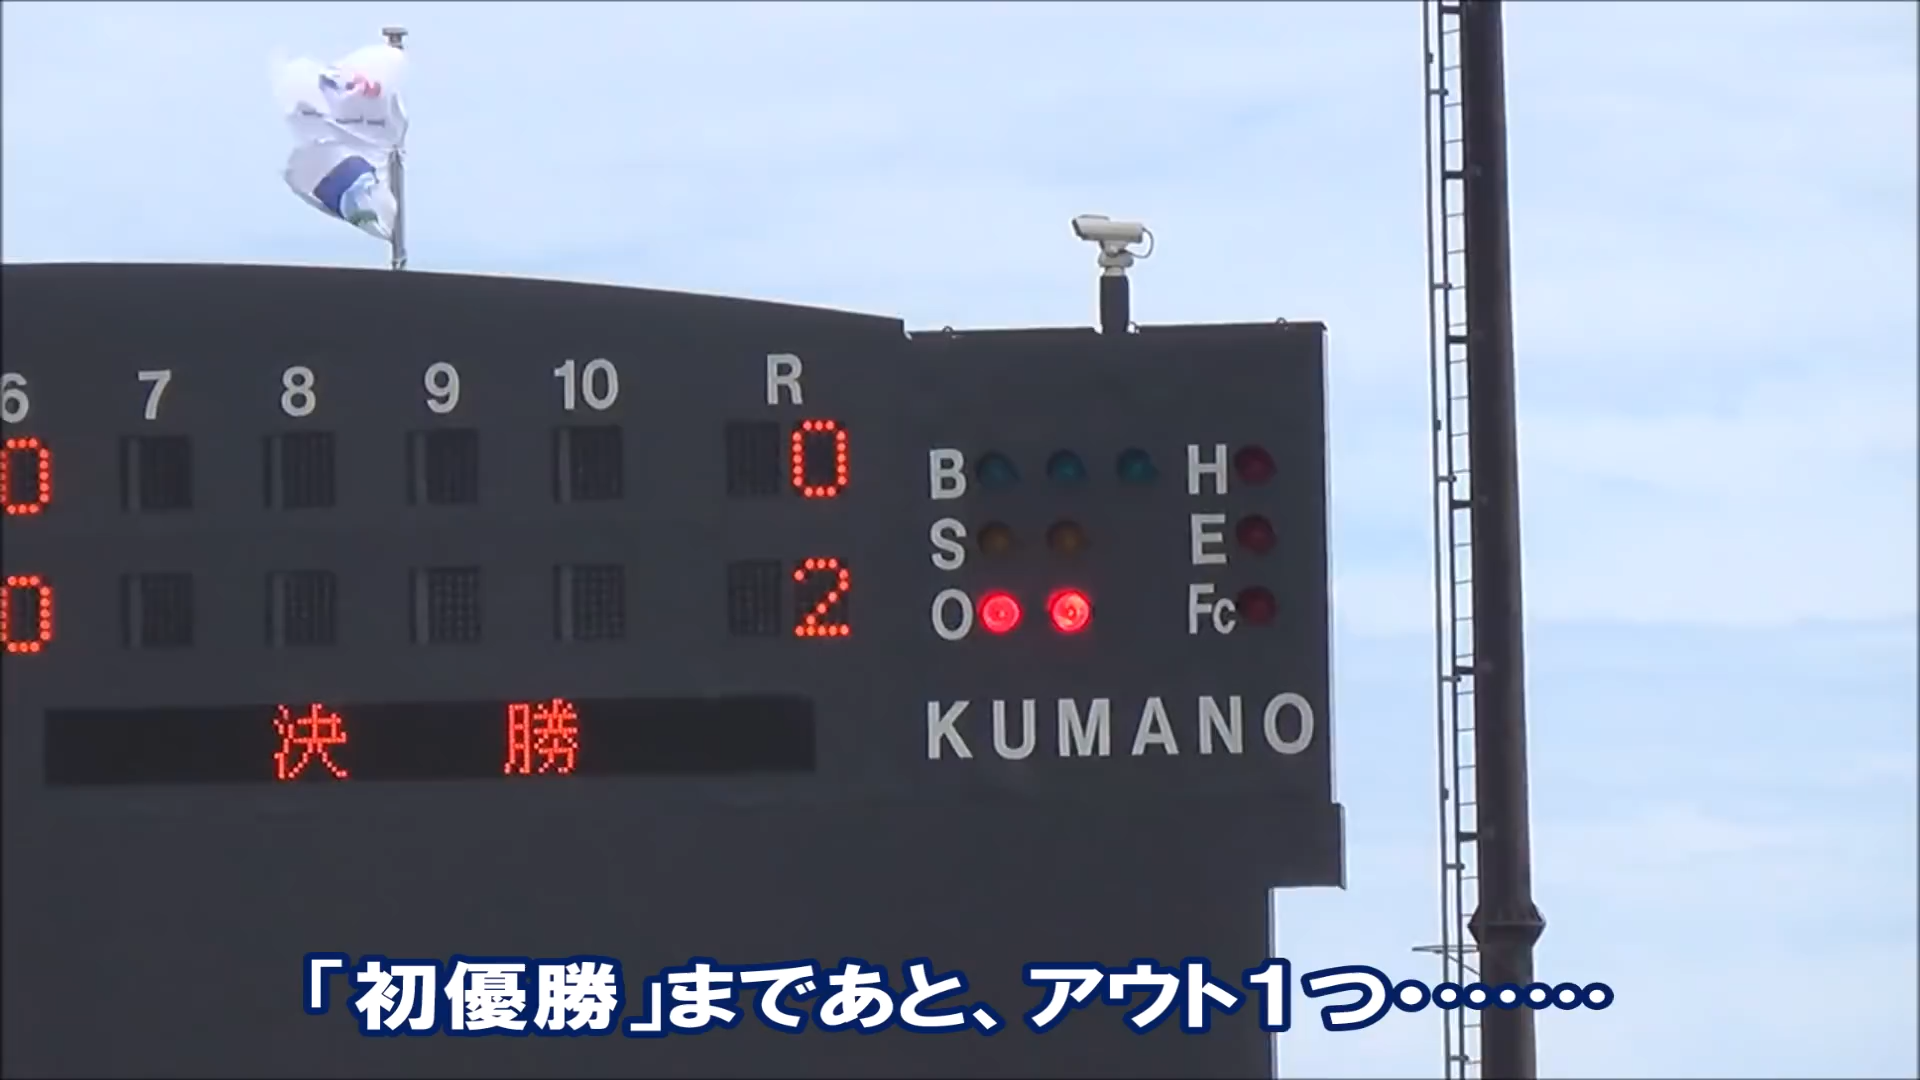 6 7 8 9 10 R
0 0
0 2
B H
S E
O Fc
決 勝
KUMANO
「初優勝」まであと、アウト1つ・・・・・・・